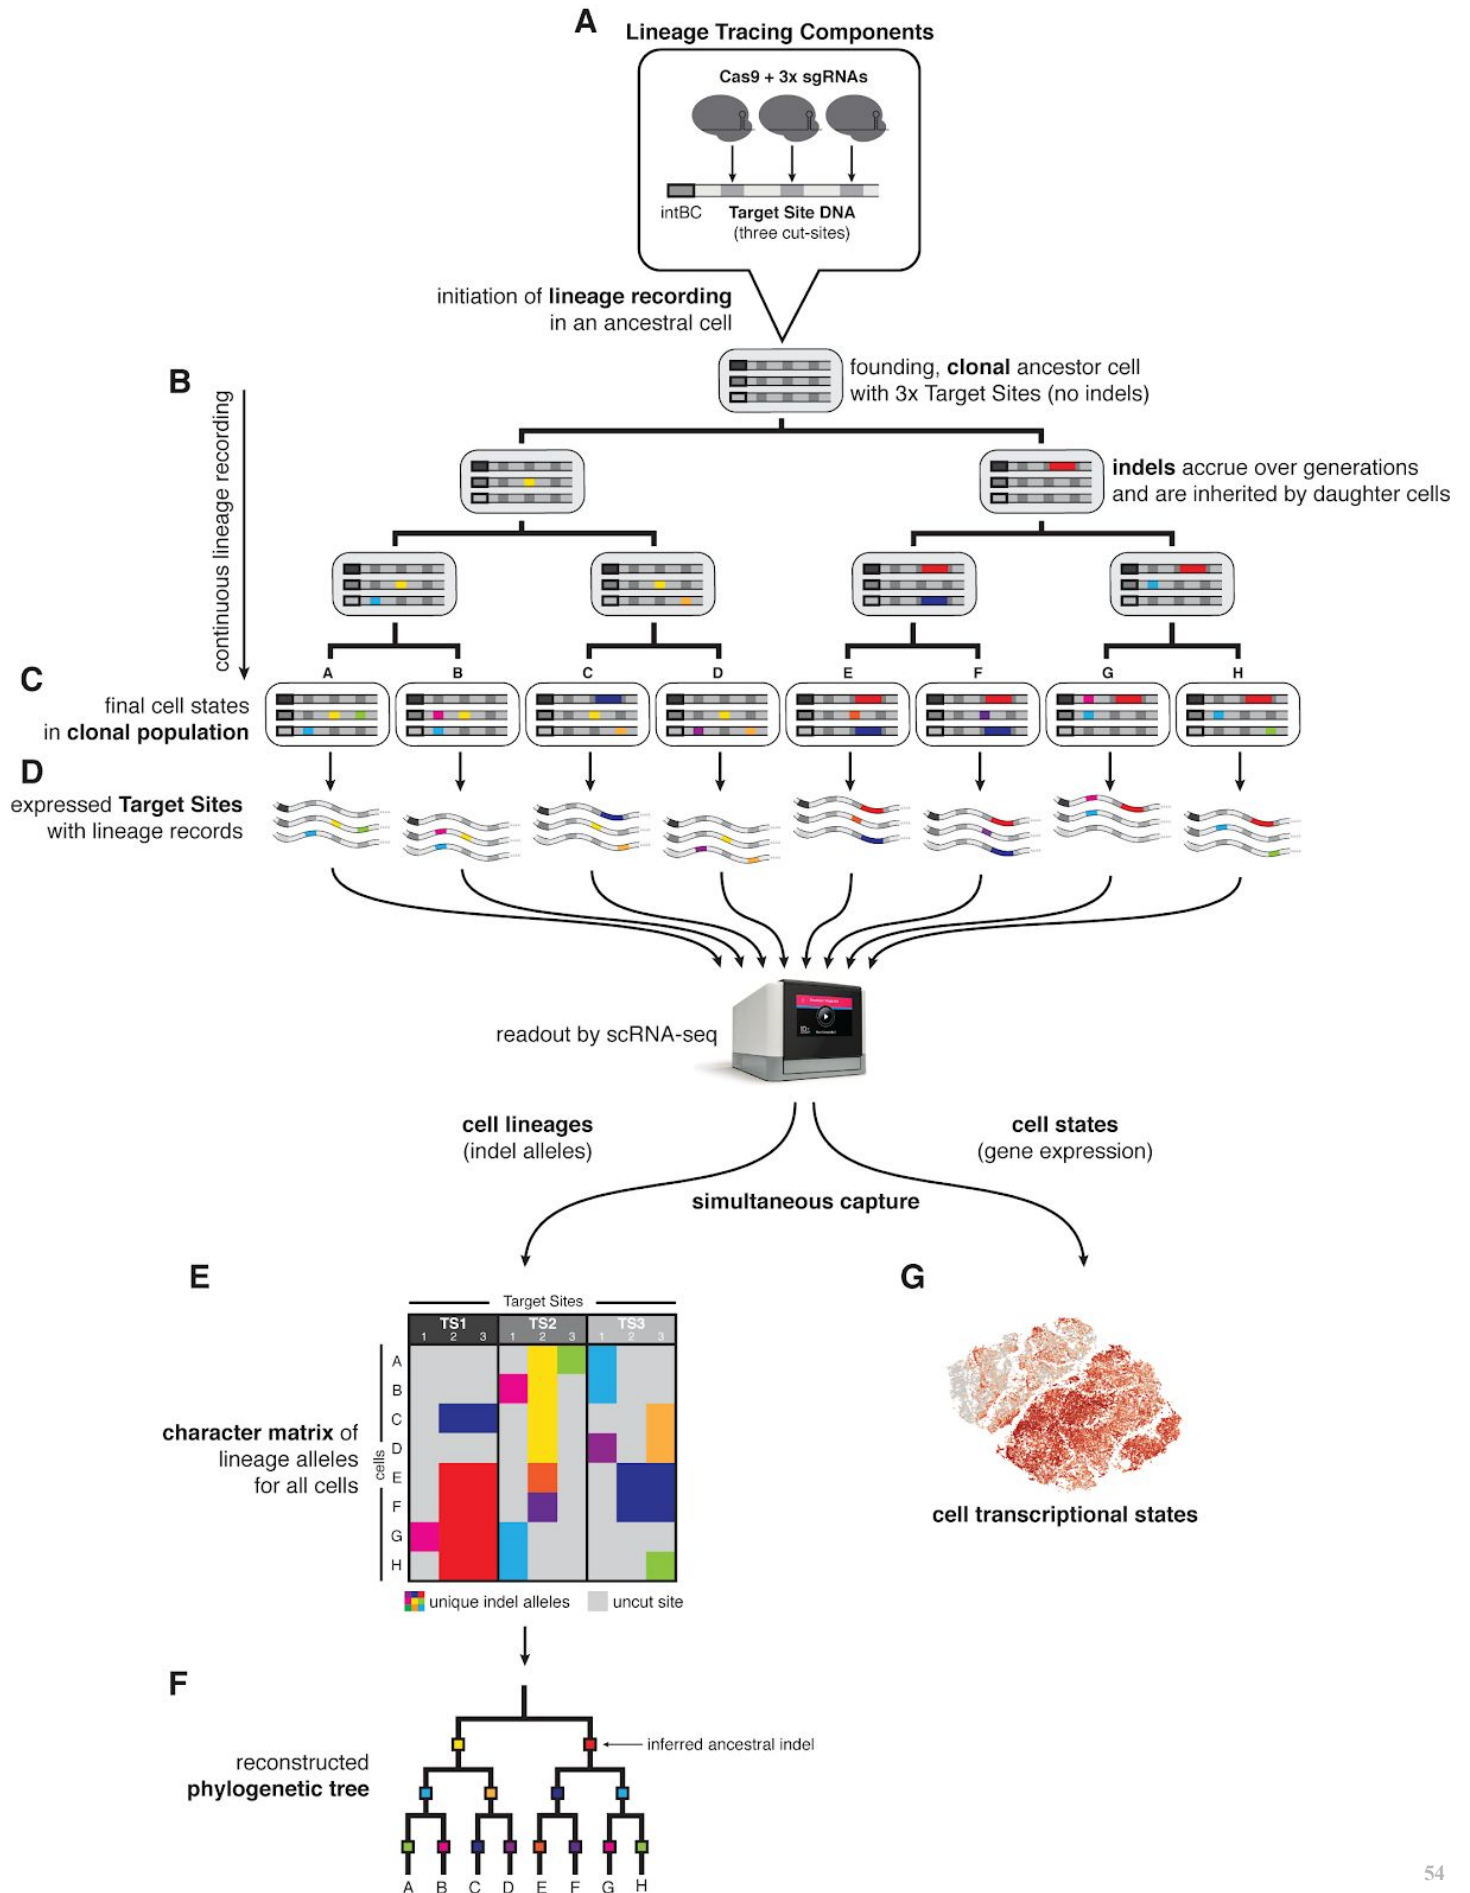 A
Lineage Tracing Components
Cas9 + 3x sgRNAs
intBC
Target Site DNA
(three cut-sites)
initiation of lineage recording
in an ancestral cell
B
continuous lineage recording
founding, clonal ancestor cell
with 3x Target Sites (no indels)
indels accrue over generations
and are inherited by daughter cells
C
final cell states
in clonal population
A B C D E F G H
D
expressed Target Sites
with lineage records
readout by scRNA-seq
cell lineages
(indel alleles)
cell states
(gene expression)
simultaneous capture
E
Target Sites
TS1 TS2 TS3
1 2 3 1 2 3 1 2 3
cells
A
B
C
D
E
F
G
H
character matrix of
lineage alleles
for all cells
unique indel alleles
uncut site
G
cell transcriptional states
F
inferred ancestral indel
reconstructed
phylogenetic tree
A B C D E F G H
54